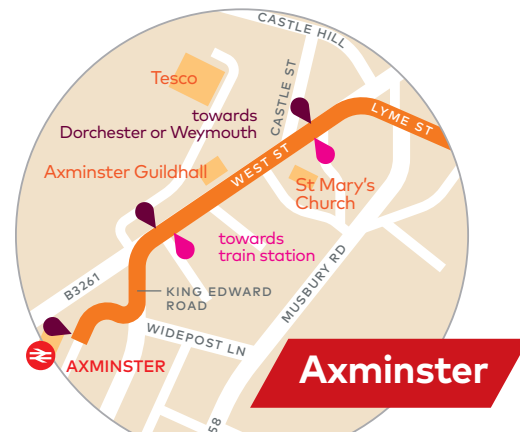 CASTLE HILL
Tesco
CASTLE ST
towards
Dorchester or Weymouth
LYME ST
Axminster Guildhall
WEST ST
St Mary's
Church
towards
train station
B3261
KING EDWARD
ROAD
MUSBURY RD
WIDEPOST LN
AXMINSTER
Axminster
58